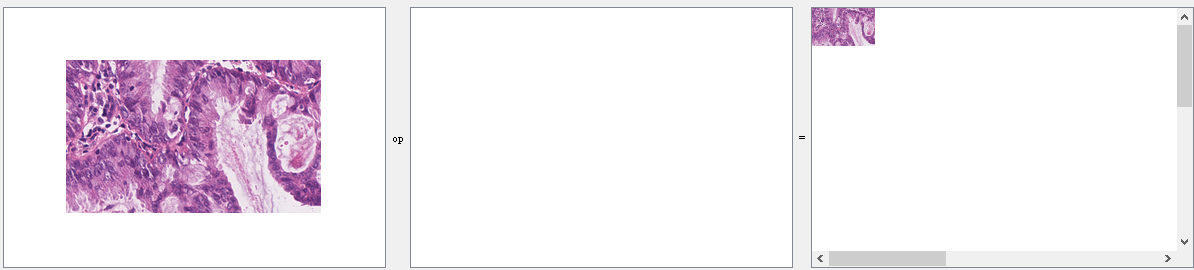 op
=